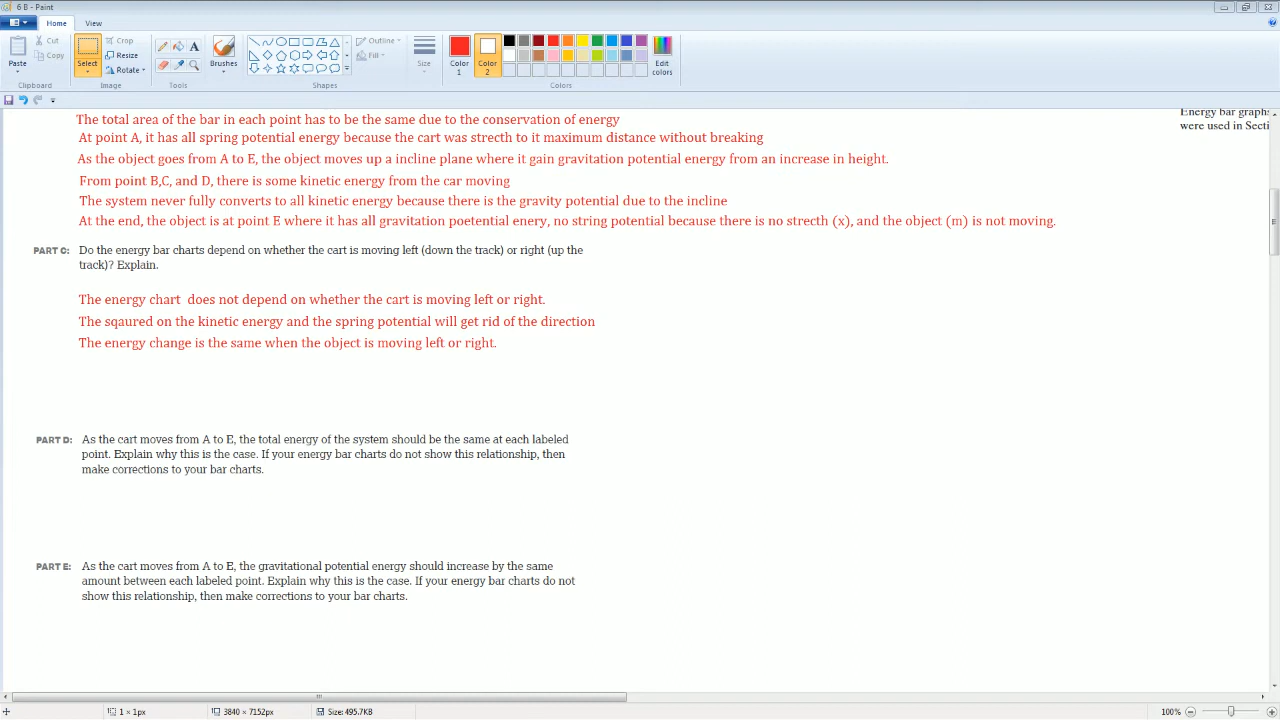 6 B - Paint
Home
View
Paste
Cut
Copy
Clipboard
Select
Crop
Resize
Rotate
Image
Tools
Brushes
Shapes
Outline
Fill
Size
Color 1
Color 2
Edit colors
Colors
Energy bar graphs
were used in Secti
The total area of the bar in each point has to be the same due to the conservation of energy
At point A, it has all spring potential energy because the cart was strecth to it maximum distance without breaking
As the object goes from A to E, the object moves up a incline plane where it gain gravitation potential energy from an increase in height.
From point B,C, and D, there is some kinetic energy from the car moving
The system never fully converts to all kinetic energy because there is the gravity potential due to the incline
At the end, the object is at point E where it has all gravitation poetential enery, no string potential because there is no strecth (x), and the object (m) is not moving.
PART C: Do the energy bar charts depend on whether the cart is moving left (down the track) or right (up the
track)? Explain.
The energy chart does not depend on whether the cart is moving left or right.
The sqaured on the kinetic energy and the spring potential will get rid of the direction
The energy change is the same when the object is moving left or right.
PART D: As the cart moves from A to E, the total energy of the system should be the same at each labeled
point. Explain why this is the case. If your energy bar charts do not show this relationship, then
make corrections to your bar charts.
PART E: As the cart moves from A to E, the gravitational potential energy should increase by the same
amount between each labeled point. Explain why this is the case. If your energy bar charts do not
show this relationship, then make corrections to your bar charts.
1 × 1px
3840 × 7152px
Size: 495.7KB
100%